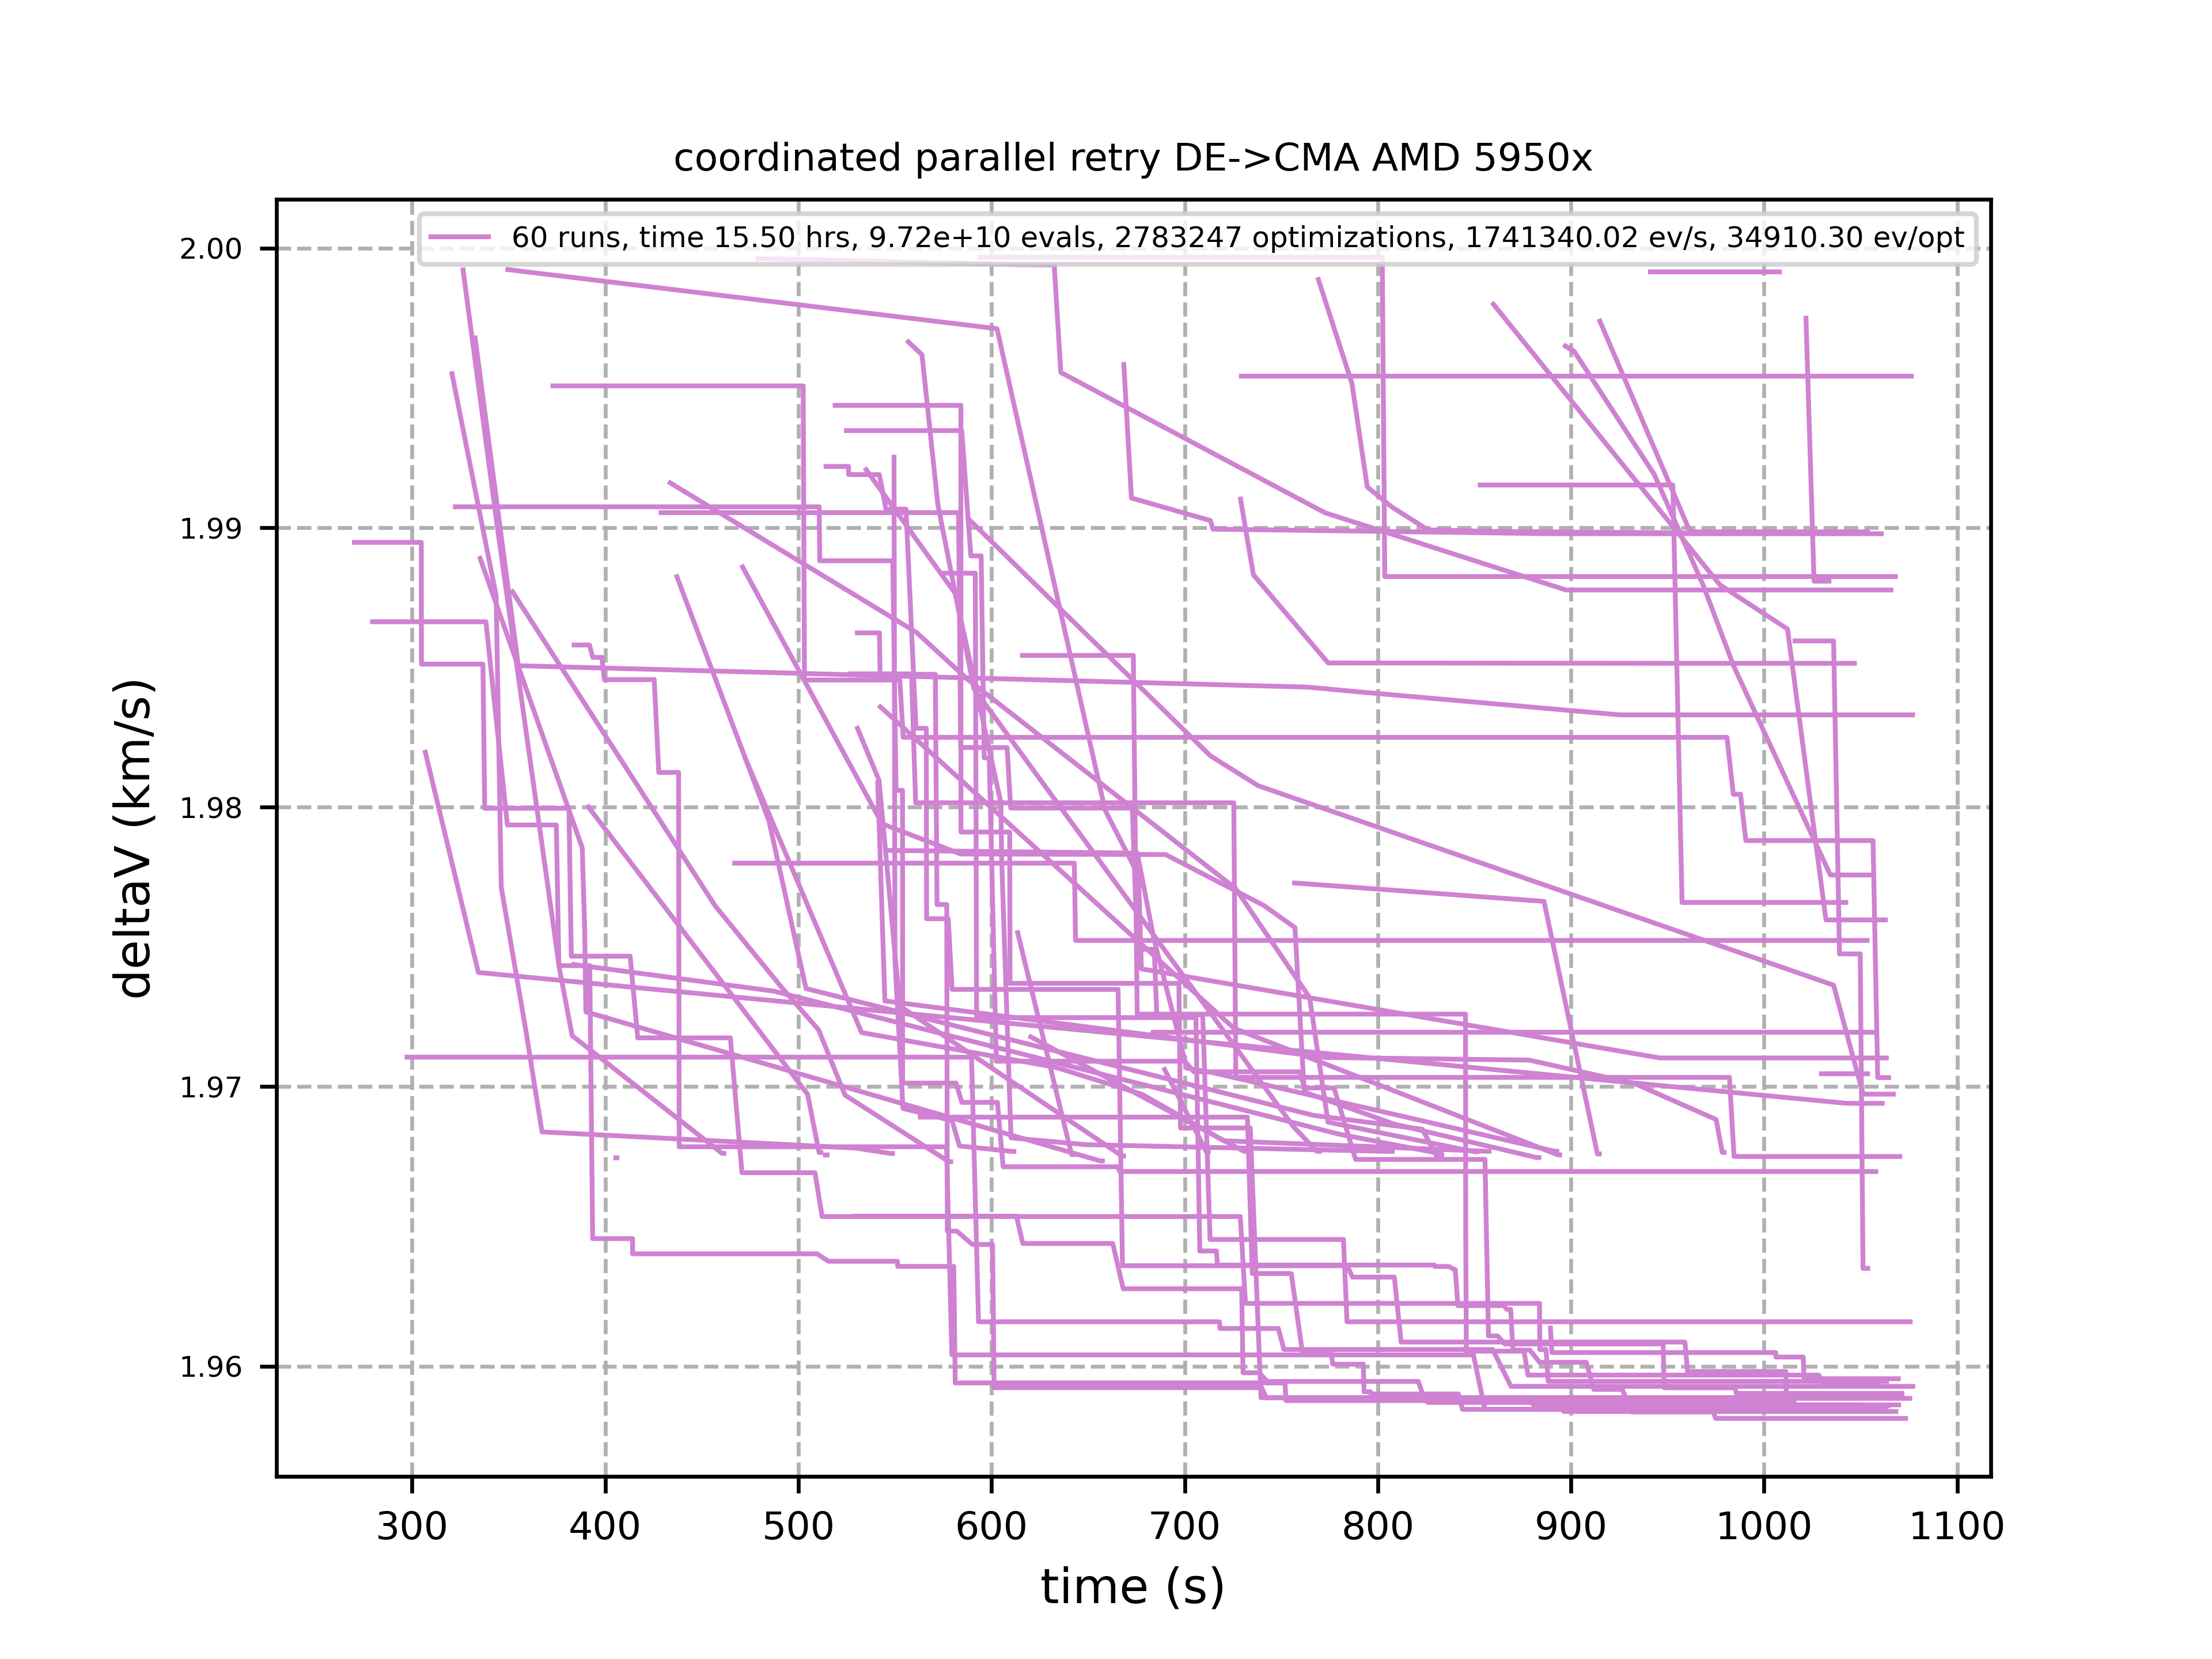 coordinated parallel retry DE->CMA AMD 5950x
60 runs, time 15.50 hrs, 9.72e+10 evals, 2783247 optimizations, 1741340.02 ev/s, 34910.30 ev/opt
deltaV (km/s)
2.00
1.99
1.98
1.97
1.96
300 400 500 600 700 800 900 1000 1100
time (s)